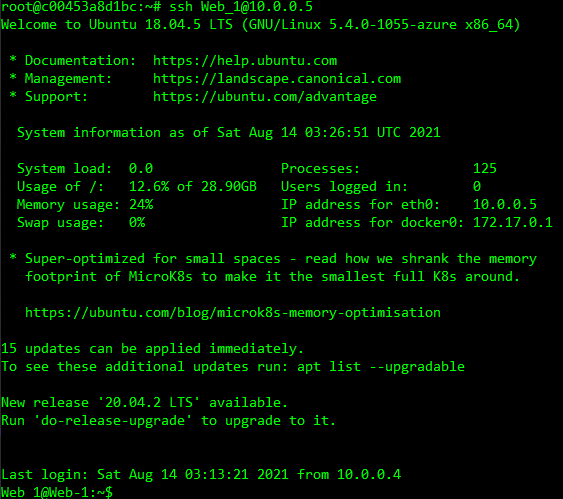 root@c00453a8d1bc:~# ssh Web_1@10.0.0.5
Welcome to Ubuntu 18.04.5 LTS (GNU/Linux 5.4.0-1055-azure x86_64)
* Documentation:  https://help.ubuntu.com
* Management:     https://landscape.canonical.com
* Support:        https://ubuntu.com/advantage
System information as of Sat Aug 14 03:26:51 UTC 2021
System load:  0.0                Processes:              125
Usage of /:   12.6% of 28.90GB   Users logged in:        0
Memory usage: 24%                IP address for eth0:    10.0.0.5
Swap usage:   0%                 IP address for docker0: 172.17.0.1
* Super-optimized for small spaces - read how we shrank the memory
footprint of MicroK8s to make it the smallest full K8s around.
https://ubuntu.com/blog/microk8s-memory-optimisation
15 updates can be applied immediately.
To see these additional updates run: apt list --upgradable
New release '20.04.2 LTS' available.
Run 'do-release-upgrade' to upgrade to it.
Last login: Sat Aug 14 03:13:21 2021 from 10.0.0.4
Web_1@Web-1:~$